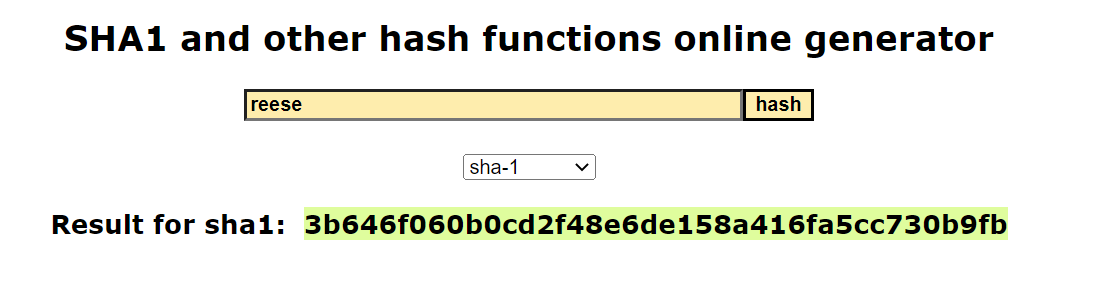 SHA1 and other hash functions online generator
reese hash
sha-1
Result for sha1: 3b646f060b0cd2f48e6de158a416fa5cc730b9fb